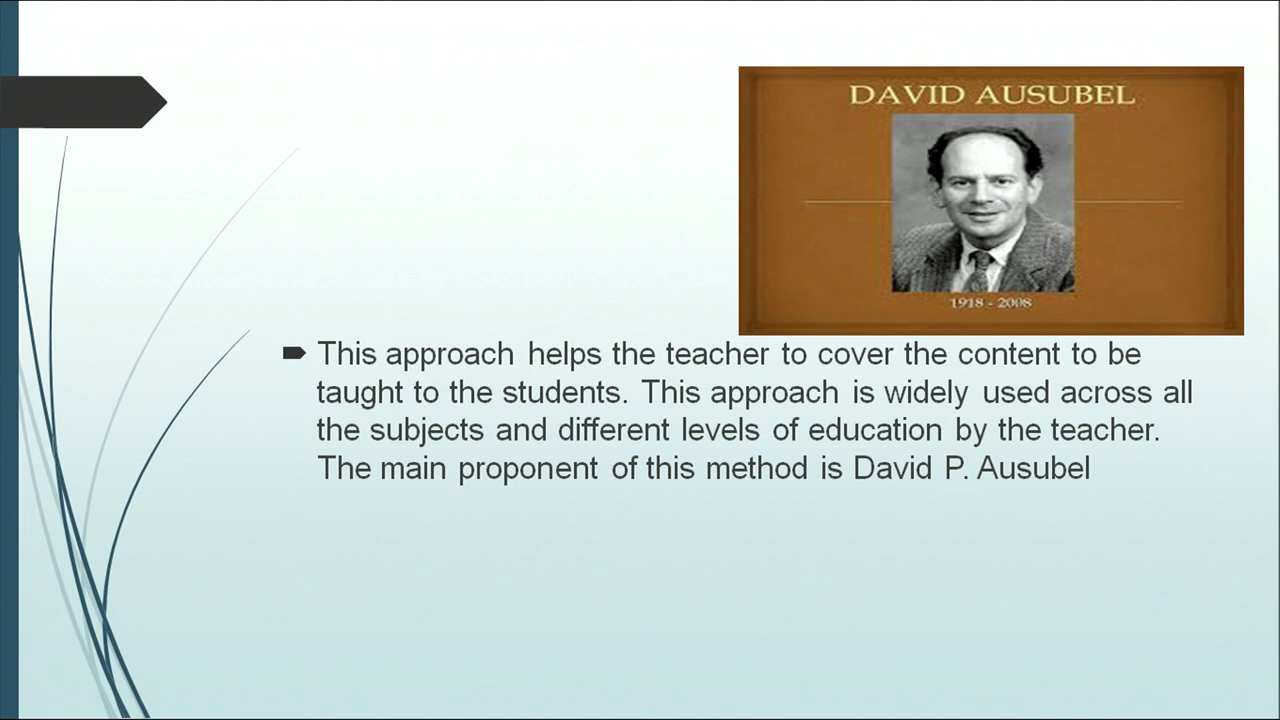 DAVID AUSUBEL
1918 - 2008
This approach helps the teacher to cover the content to be
taught to the students. This approach is widely used across all
the subjects and different levels of education by the teacher.
The main proponent of this method is David P. Ausubel